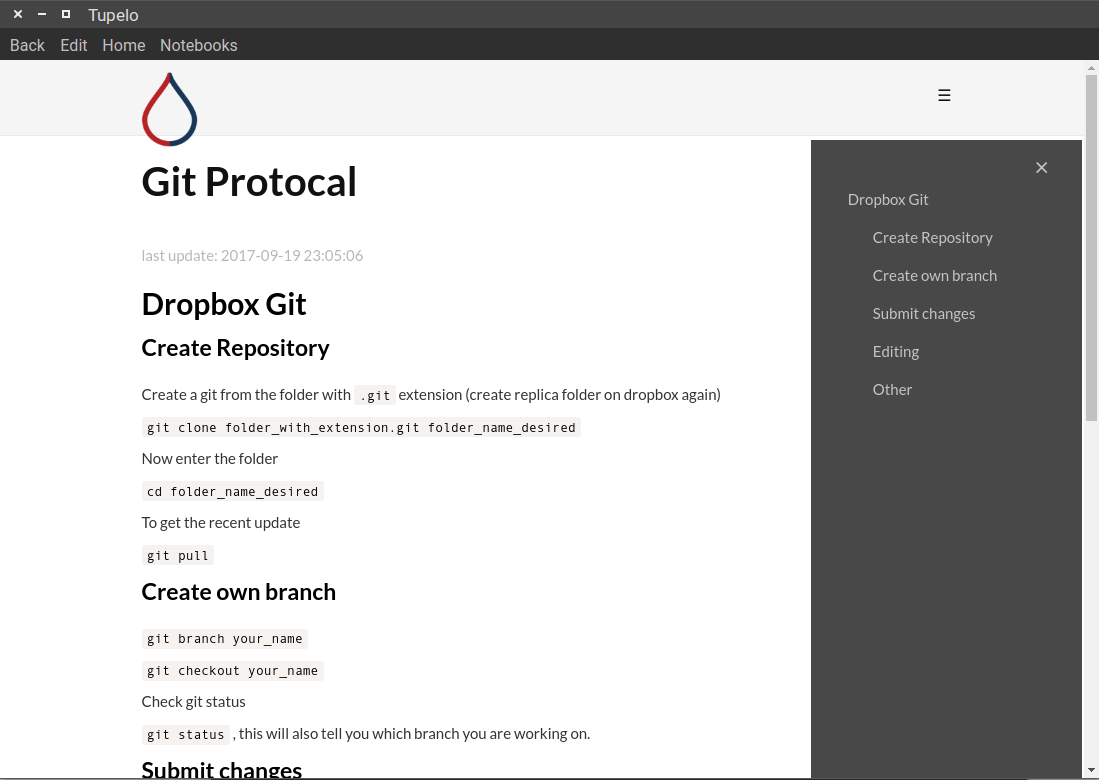 Tupelo
Back Edit Home Notebooks
☰
Git Protocal
last update: 2017-09-19 23:05:06
Dropbox Git
Create Repository
Create a git from the folder with .git extension (create replica folder on dropbox again)
git clone folder_with_extension.git folder_name_desired
Now enter the folder
cd folder_name_desired
To get the recent update
git pull
Create own branch
git branch your_name
git checkout your_name
Check git status
git status , this will also tell you which branch you are working on.
Submit changes
×
Dropbox Git
Create Repository
Create own branch
Submit changes
Editing
Other